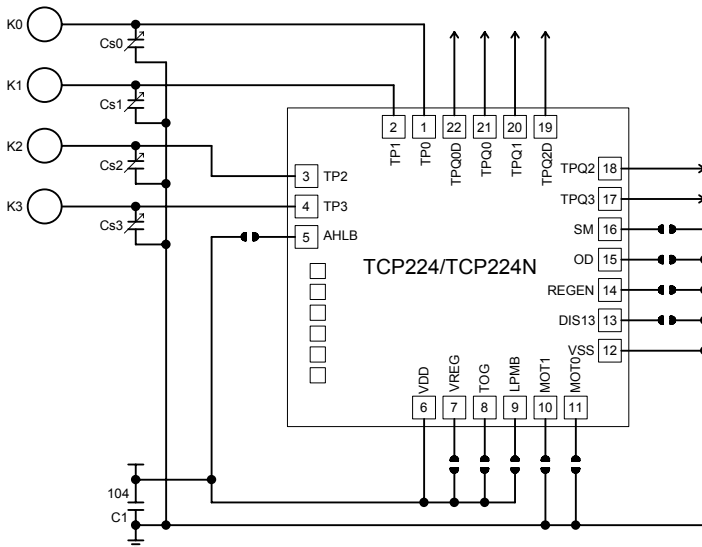 K0
Cs0
K1
Cs1
K2
Cs2
K3
Cs3
2 1 22 21 20 19
TP1 TP0 TPQ0D TPQ0 TPQ1 TPQ2D
3 TP2
4 TP3
5 AHLB
TCP224/TCP224N
TPQ2 18
TPQ3 17
SM 16
OD 15
REGEN 14
DIS13 13
VSS 12
VDD VREG TOG LPMB MOT1 MOT0
6 7 8 9 10 11
104
C1